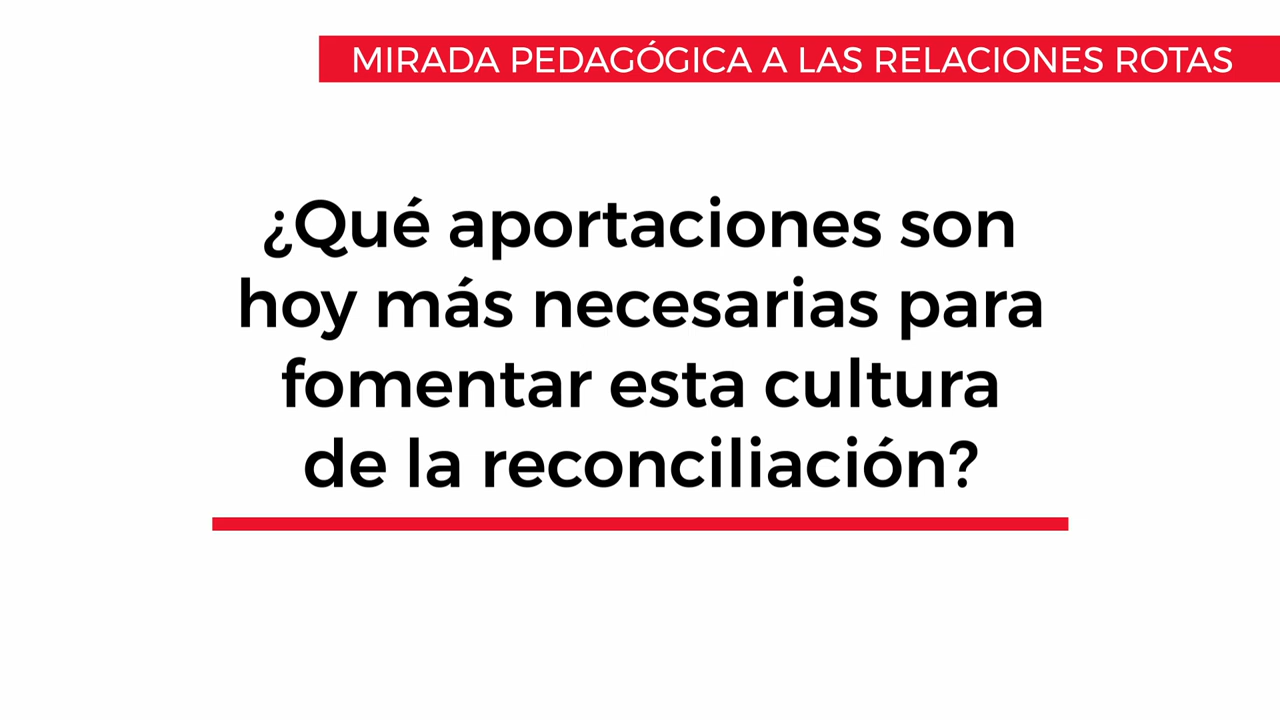 MIRADA PEDAGÓGICA A LAS RELACIONES ROTAS
¿Qué aportaciones son
hoy más necesarias para
fomentar esta cultura
de la reconciliación?